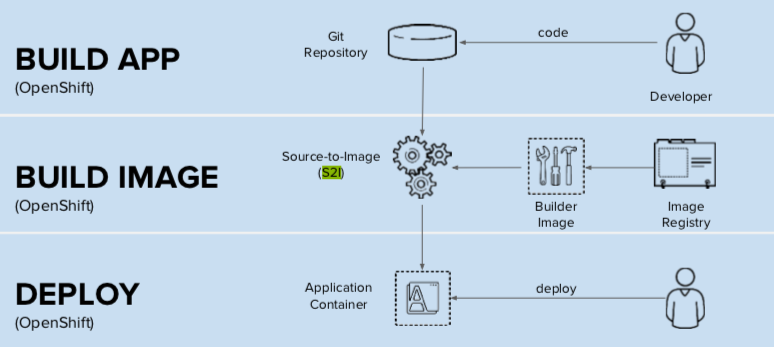 BUILD APP
(OpenShift)
Git
Repository
code
Developer
BUILD IMAGE
(OpenShift)
Source-to-Image
(S2I)
Builder
Image
Image
Registry
DEPLOY
(OpenShift)
Application
Container
A
deploy